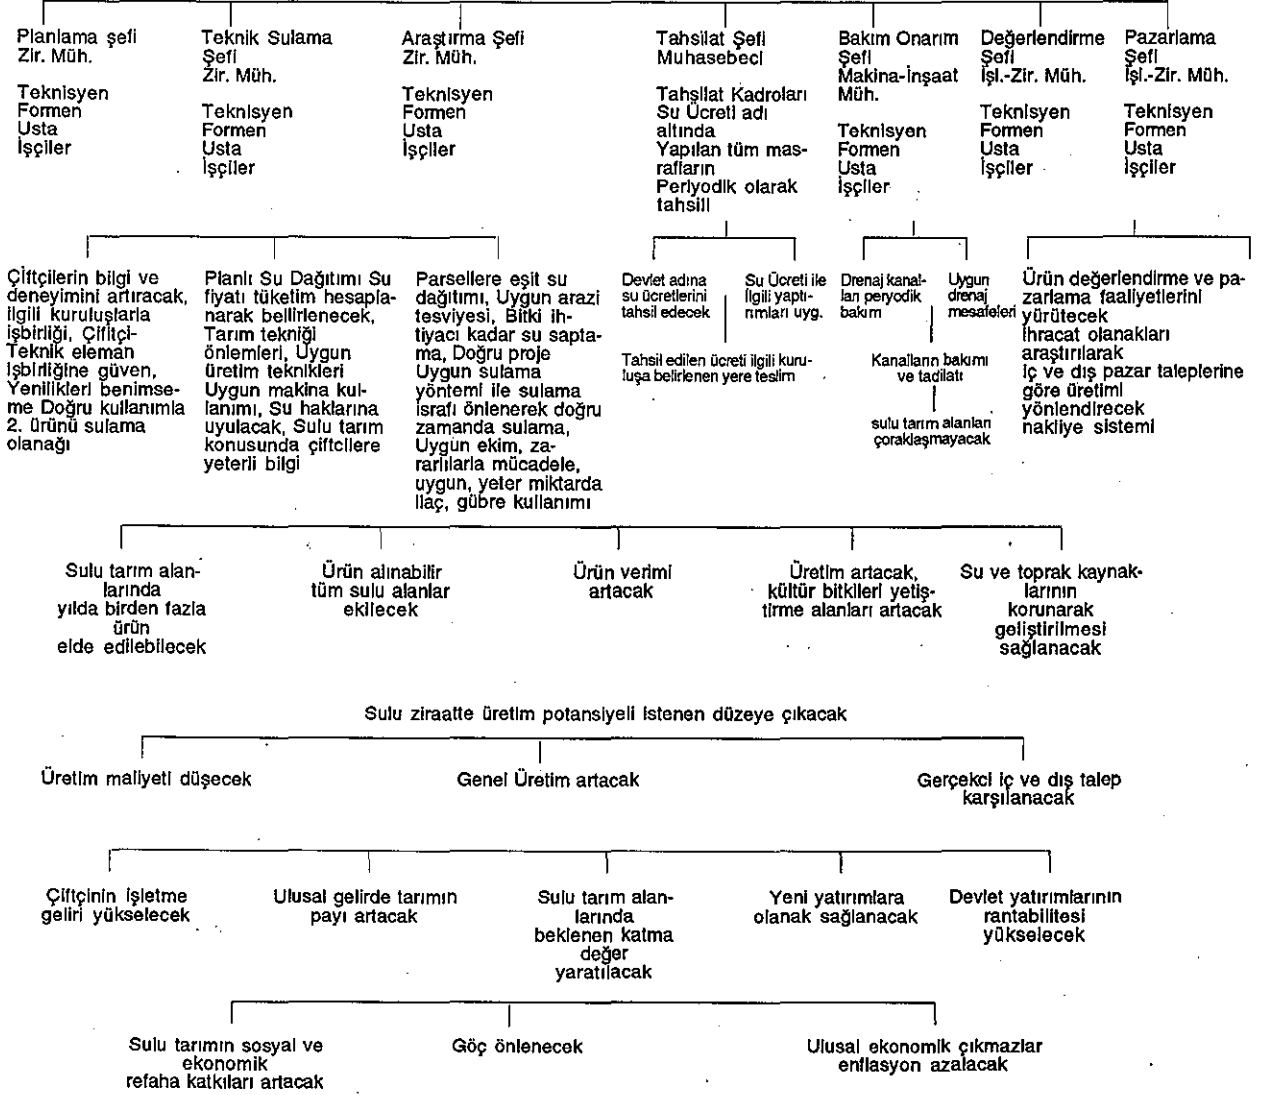 Planlama şefi
Zir. Müh.
Teknisyen
Formen
Usta
İşçiler
Teknik Sulama
Şefi
Zir. Müh.
Teknisyen
Formen
Usta
İşçiler
Araştırma Şefi
Zir. Müh.
Teknisyen
Formen
Usta
İşçiler
Tahsilat Şefi
Muhasebeci
Tahsilat Kadroları
Su Ücreti adı
altında
Yapılan tüm mas-
rafların
Periyodik olarak
tahsili
Bakım Onarım
Şefi
Makina-İnşaat
Müh.
Teknisyen
Formen
Usta
İşçiler
Değerlendirme
Şefi
İşl.-Zir. Müh.
Teknisyen
Formen
Usta
İşçiler
Pazarlama
Şefi
İşl.-Zir. Müh.
Teknisyen
Formen
Usta
İşçiler
Çiftçilerin bilgi ve
deneyimini artıracak,
ilgili kuruluşlarla
işbirliği, Çiflitçi-
Teknik eleman
işbirliğine güven,
Yenilikleri benimse-
me Doğru kullanımla
2. ürünü sulama
olanağı
Planlı Su Dağıtımı Su
fiyatı tüketim hesapla-
narak bellirlenecek,
Tarım tekniği
önlemleri, Uygun
üretim teknikleri
Uygun makina kul-
lanımı, Su haklarına
uyulacak, Sulu tarım
konusunda çiftcilere
yeterli bilgi
Parsellere eşit su
dağıtımı, Uygun arazi
tesviyesi, Bitki ih-
tiyacı kadar su sapta-
ma, Doğru proje
Uygun sulama
yöntemi ile sulama
israfı önlenerek doğru
zamanda sulama,
Uygun ekim, za-
rarlılarla mücadele,
uygun, yeter miktarda
ilaç, gübre kullanımı
Devlet adına
su ücretlerini
tahsil edecek
Su Ücreti ile
ilgili yaptı-
rımları uyg.
Tahsil edilen ücreti ilgili kuru-
luşa belirlenen yere teslim
Drenaj kanal-
ları peryodik
bakım
Uygun
drenaj
mesafeleri
Kanalların bakımı
ve tadilatı
sulu tarım alanları
çoraklaşmayacak
Ürün değerlendirme ve pa-
zarlama faaliyetlerini
yürütecek
ihracat olanakları
araştırılarak
iç ve dış pazar taleplerine
göre üretimi
yönlendirecek
nakliye sistemi
Sulu tarım alan-
larında
yılda birden fazla
ürün
elde edilebilecek
Ürün alınabilir
tüm sulu alanlar
ekilecek
Ürün verimi
artacak
Üretim artacak,
kültür bitkileri yetiş-
tirme alanları artacak
Su ve toprak kaynak-
larının
korunarak
geliştirilmesi
sağlanacak
Sulu ziraatte üretim potansiyeli istenen düzeye çıkacak
Üretim maliyeti düşecek
Genel Üretim artacak
Gerçekci iç ve dış talep
karşılanacak
Çiftçinin işletme
geliri yükselecek
Ulusal gelirde tarımın
payı artacak
Sulu tarım alan-
larında
beklenen katma
değer
yaratılacak
Yeni yatırımlara
olanak sağlanacak
Devlet yatırımlarının
rantabilitesi
yükselecek
Sulu tarımın sosyal ve
ekonomik
refaha katkıları artacak
Göç önlenecek
Ulusal ekonomik çıkmazlar
enflasyon azalacak